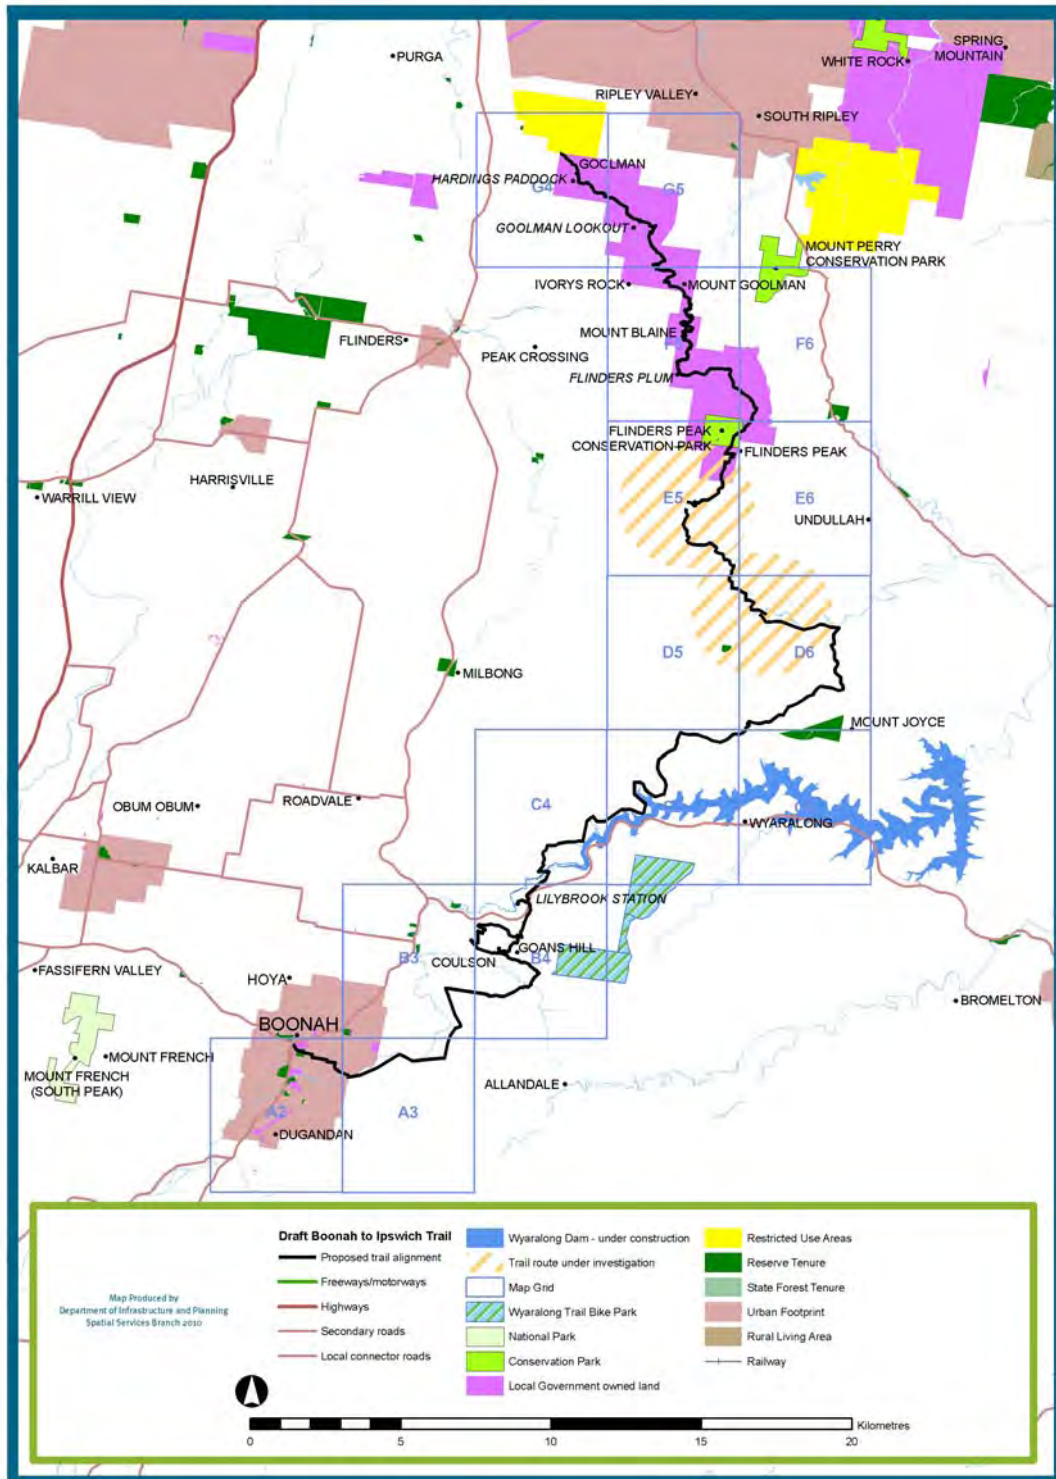 PURGA
SPRING
MOUNTAIN
WHITE ROCK
RIPLEY VALLEY
SOUTH RIPLEY
GOOLMAN
HARDINGS PADDOCK
G4
G5
GOOLMAN LOOKOUT
MOUNT PERRY
CONSERVATION PARK
IVORYS ROCK
MOUNT GOOLMAN
MOUNT BLAINE
FLINDERS
PEAK CROSSING
F6
FLINDERS PLUM
FLINDERS PEAK
CONSERVATION PARK
FLINDERS PEAK
HARRISVILLE
WARRILL VIEW
E5
E6
UNDULLAH
D5
D6
MILBONG
MOUNT JOYCE
OBUM OBUM
ROADVALE
C4
WYARALONG
KALBAR
LILYBROOK STATION
GOANS HILL
COULSON
B3
B4
FASSIFERN VALLEY
HOYA
BROMELTON
BOONAH
MOUNT FRENCH
MOUNT FRENCH
(SOUTH PEAK)
ALLANDALE
A2
A3
DUGANDAN
Draft Boonah to Ipswich Trail
Proposed trail alignment
Freeways/motorways
Highways
Secondary roads
Local connector roads
Wyaralong Dam - under construction
Trail route under investigation
Map Grid
Wyaralong Trail Bike Park
National Park
Conservation Park
Local Government owned land
Restricted Use Areas
Reserve Tenure
State Forest Tenure
Urban Footprint
Rural Living Area
Railway
Map Produced by
Department of Infrastructure and Planning
Spatial Services Branch 2010
Kilometres
0 5 10 15 20